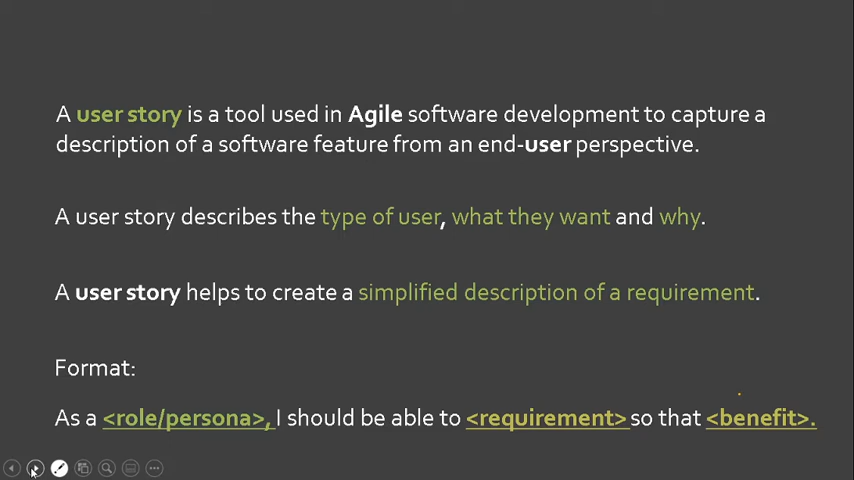 A user story is a tool used in Agile software development to capture a
description of a software feature from an end-user perspective.
A user story describes the type of user, what they want and why.
A user story helps to create a simplified description of a requirement.
Format:
As a <role/persona>, I should be able to <requirement> so that <benefit>.